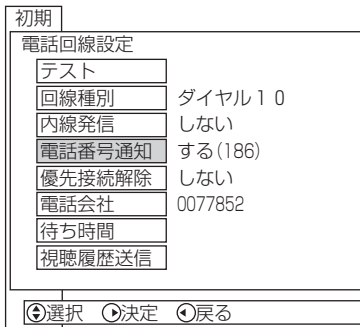 初期
電話回線設定
テスト
回線種別 ダイヤル10
内線発信 しない
電話番号通知 する(186)
優先接続解除 しない
電話会社 0077852
待ち時間
視聴履歴送信
選択 決定 戻る